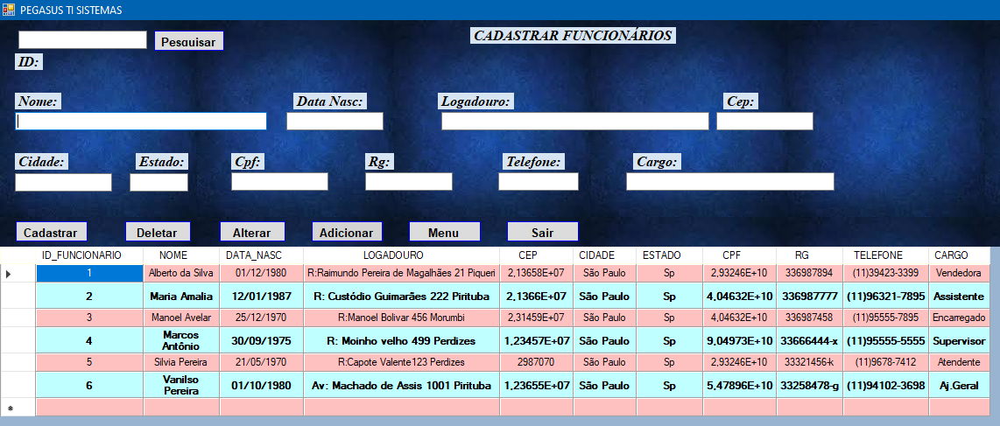 PEGASUS TI SISTEMAS
Pesquisar
CADASTRAR FUNCIONÁRIOS
ID:
Nome: Data Nasc: Logadouro: Cep:
Cidade: Estado: Cpf: Rg: Telefone: Cargo:
Cadastrar Deletar Alterar Adicionar Menu Sair
ID_FUNCIONARIO NOME DATA_NASC LOGADOURO CEP CIDADE ESTADO CPF RG TELEFONE CARGO
1 Alberto da Silva 01/12/1980 R:Raimundo Pereira de Magalhães 21 Piqueri 2,13658E+07 São Paulo Sp 2,93246E+10 336987894 (11)39423-3399 Vendedora
2 Maria Amalia 12/01/1987 R: Custódio Guimarães 222 Pirituba 2,1366E+07 São Paulo Sp 4,04632E+10 336987777 (11)96321-7895 Assistente
3 Manoel Avelar 25/12/1970 R:Manoel Bolivar 456 Morumbi 2,31459E+07 São Paulo Sp 4,04632E+10 336987458 (11)95555-7895 Encarregado
4 Marcos Antônio 30/09/1975 R: Moinho velho 499 Perdizes 1,23457E+07 São Paulo Sp 9,04973E+10 33666444-x (11)95555-5555 Supervisor
5 Silvia Pereira 21/05/1970 R:Capote Valente123 Perdizes 2987070 São Paulo Sp 2,93246E+10 33321456-k (11)9678-7412 Atendente
6 Vanilso Pereira 01/10/1980 Av: Machado de Assis 1001 Pirituba 1,23655E+07 São Paulo Sp 5,47896E+10 33258478-g (11)94102-3698 Aj.Geral